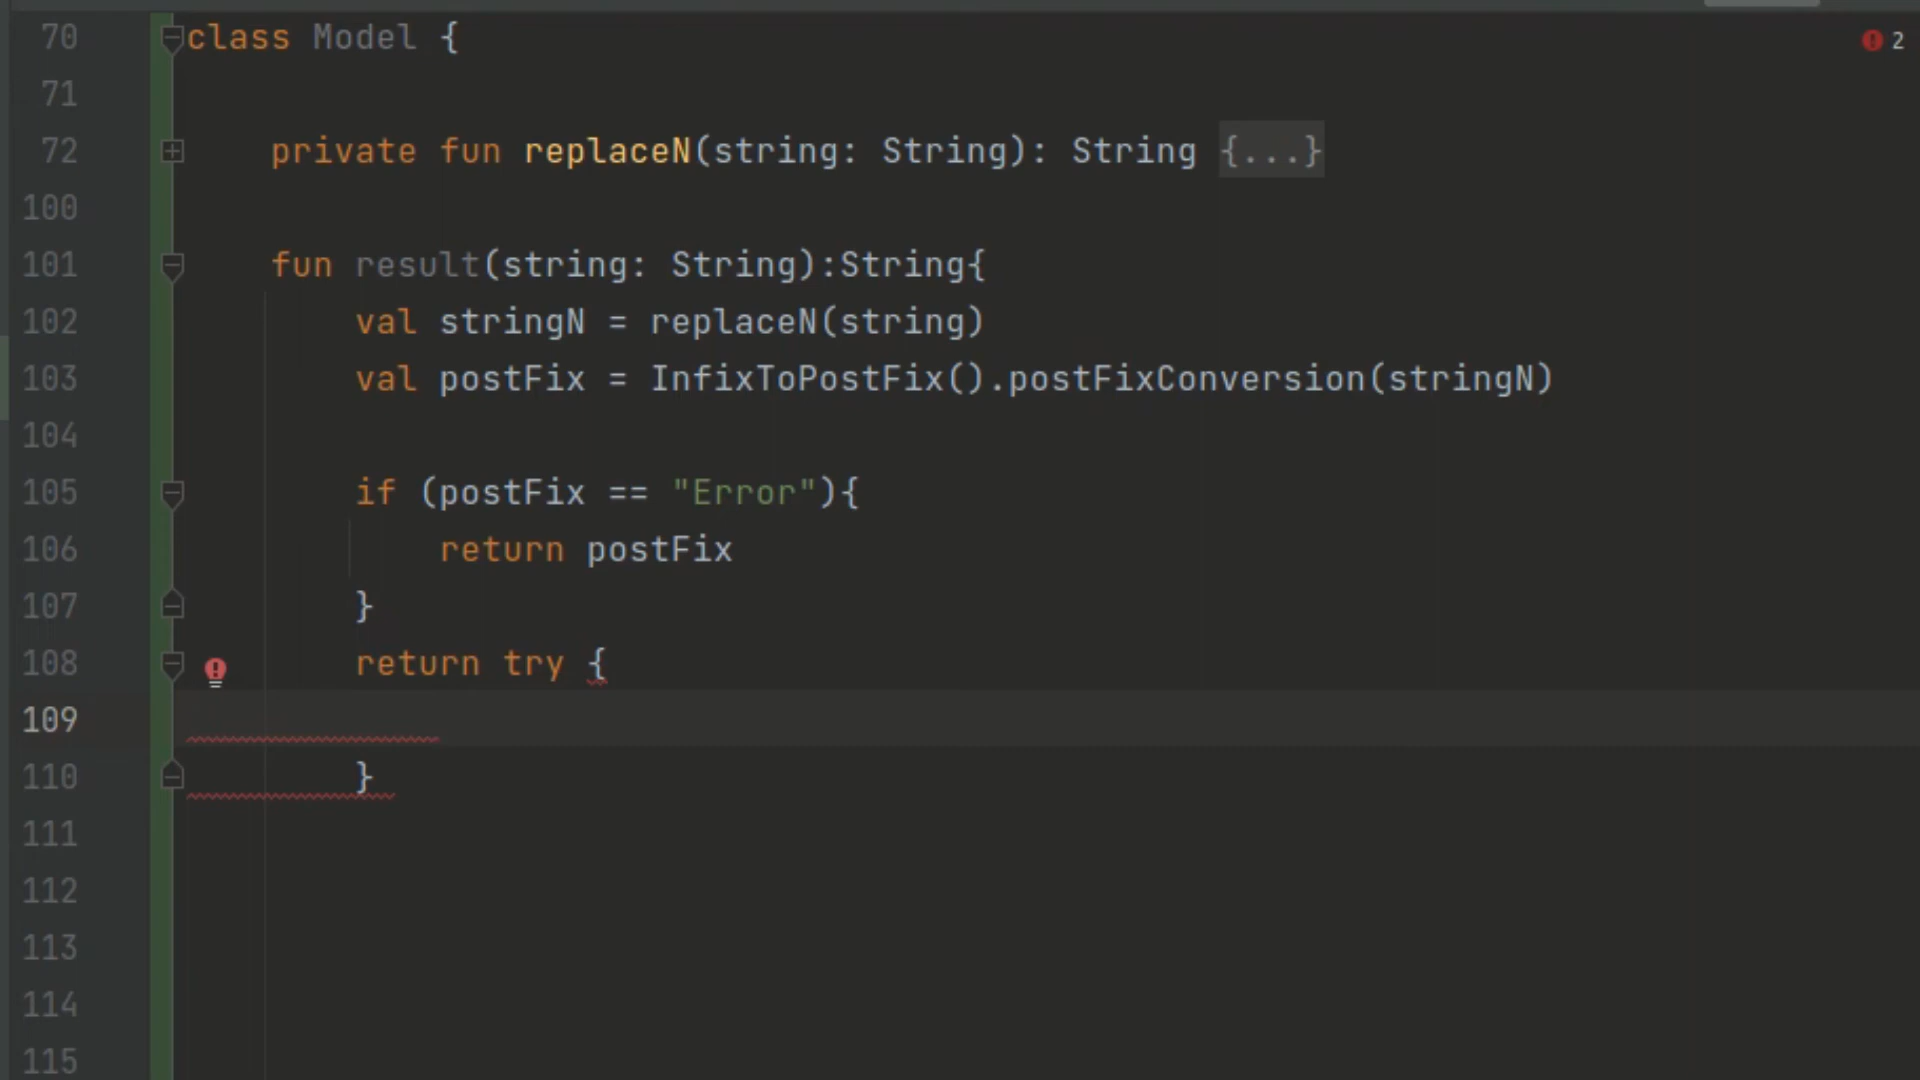 70 class Model {
2
71
72 private fun replaceN(string: String): String {...}
100
101 fun result(string: String):String{
102 val stringN = replaceN(string)
103 val postFix = InfixToPostFix().postFixConversion(stringN)
104
105 if (postFix == "Error"){
106 return postFix
107 }
108 return try {
109
110 }
111
112
113
114
115